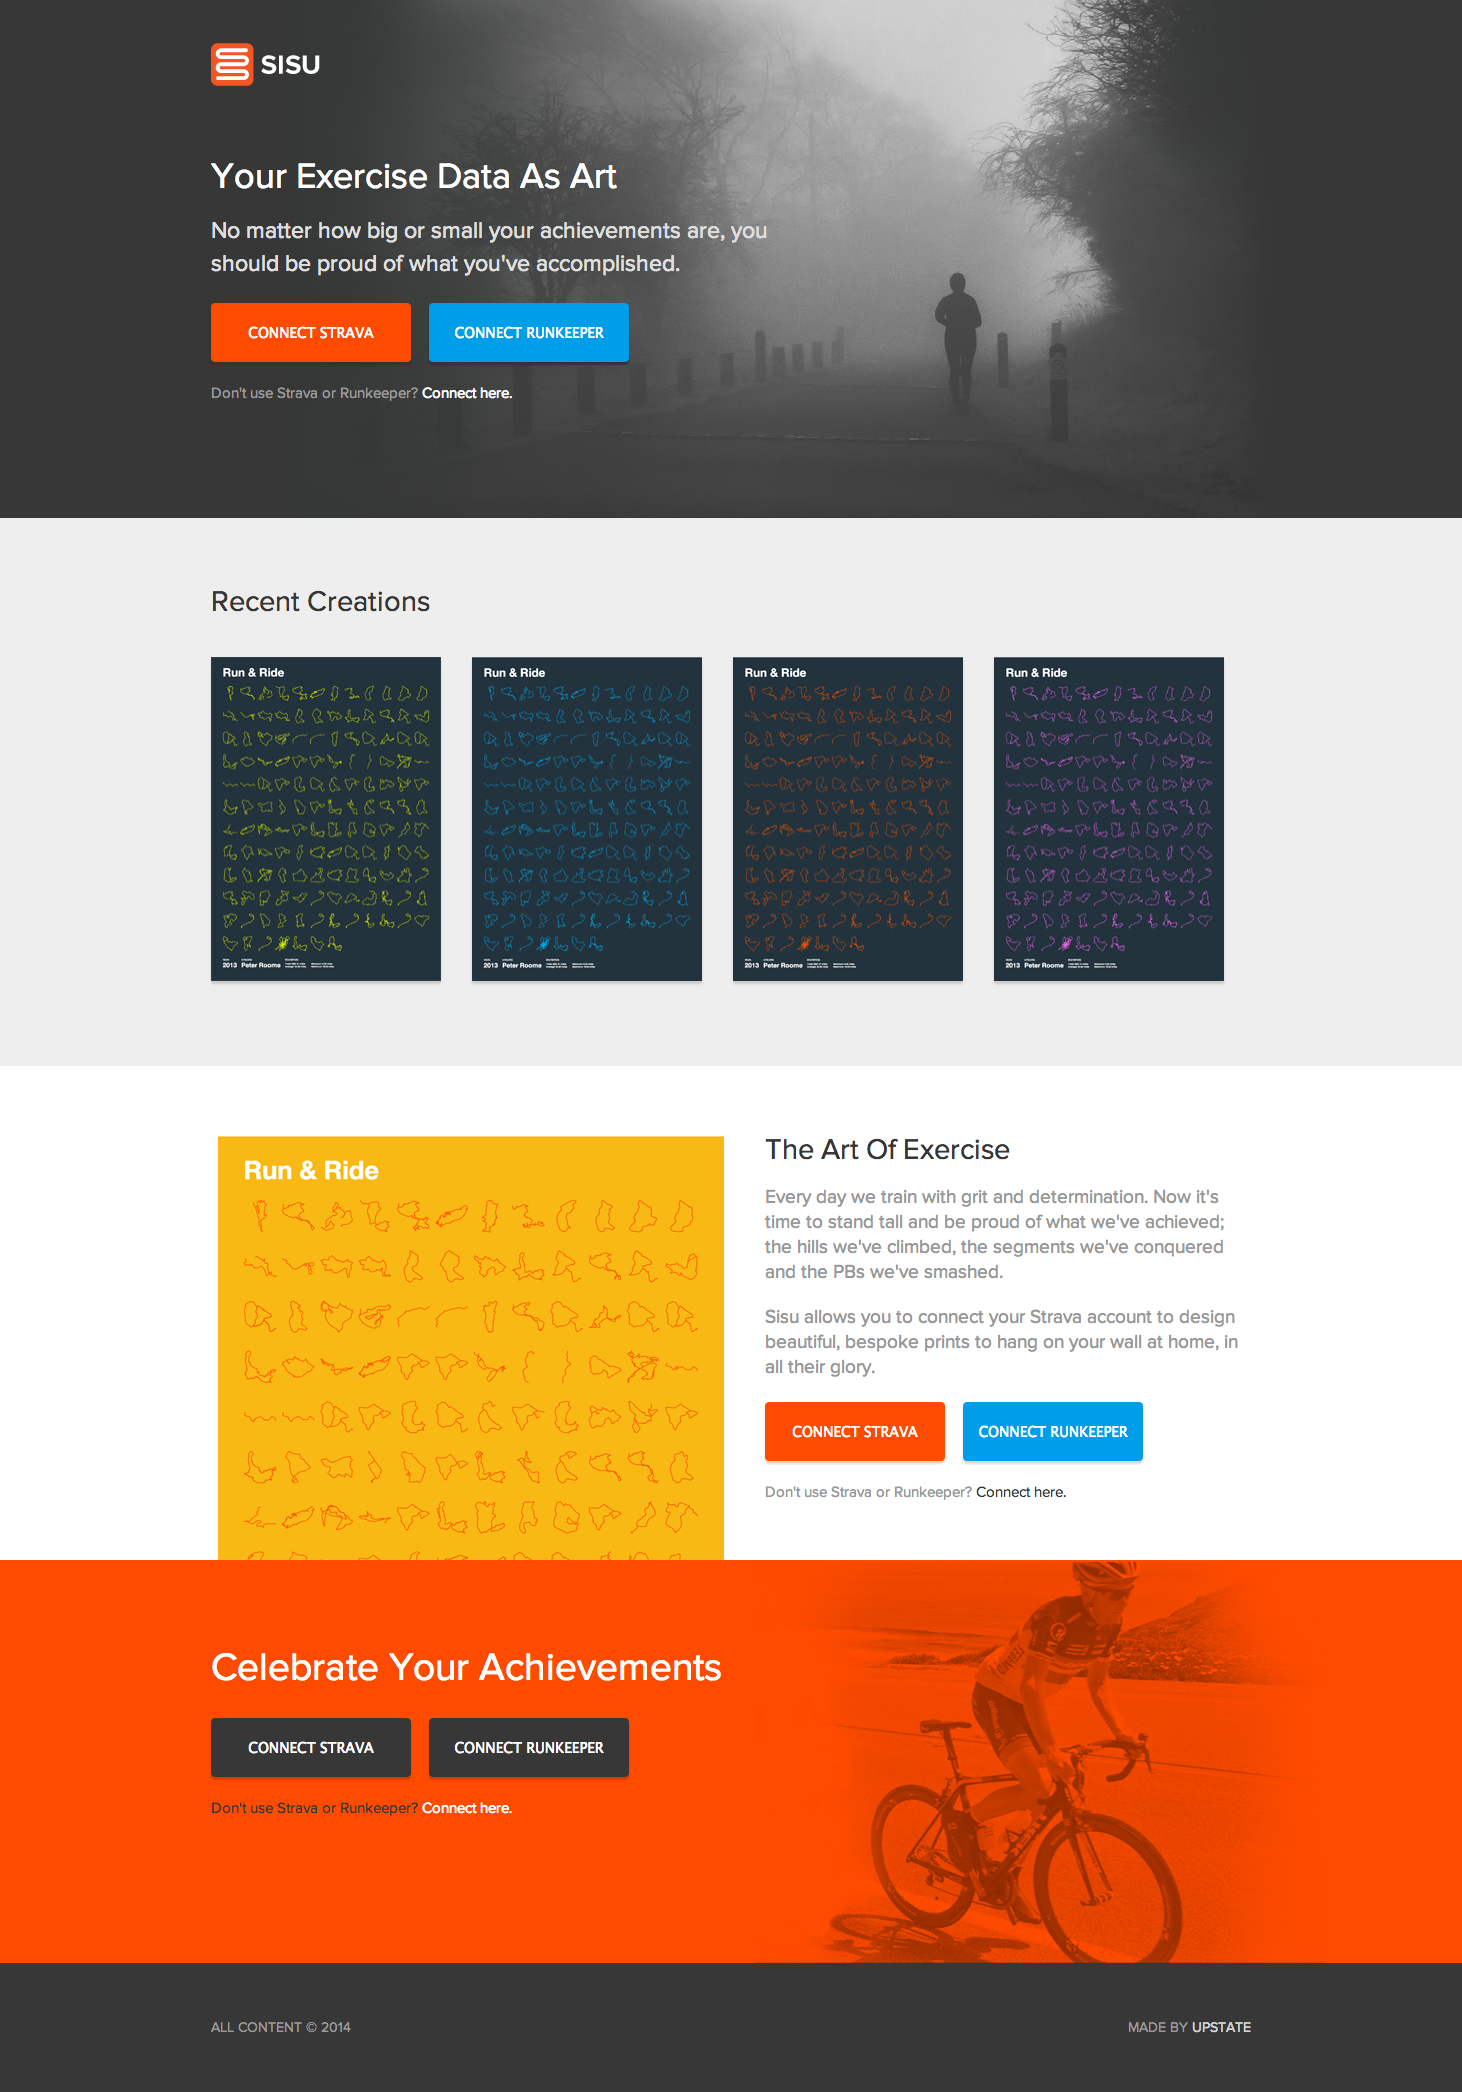 SISU
Your Exercise Data As Art
No matter how big or small your achievements are, you
should be proud of what you've accomplished.
CONNECT STRAVA
CONNECT RUNKEEPER
Don't use Strava or Runkeeper? Connect here.
Recent Creations
Run & Ride
2013 Peter Roome
Run & Ride
2013 Peter Roome
Run & Ride
2013 Peter Roome
Run & Ride
2013 Peter Roome
Run & Ride
The Art Of Exercise
Every day we train with grit and determination. Now it's
time to stand tall and be proud of what we've achieved;
the hills we've climbed, the segments we've conquered
and the PBs we've smashed.
Sisu allows you to connect your Strava account to design
beautiful, bespoke prints to hang on your wall at home, in
all their glory.
CONNECT STRAVA
CONNECT RUNKEEPER
Don't use Strava or Runkeeper? Connect here.
Celebrate Your Achievements
CONNECT STRAVA
CONNECT RUNKEEPER
Don't use Strava or Runkeeper? Connect here.
ALL CONTENT © 2014
MADE BY UPSTATE